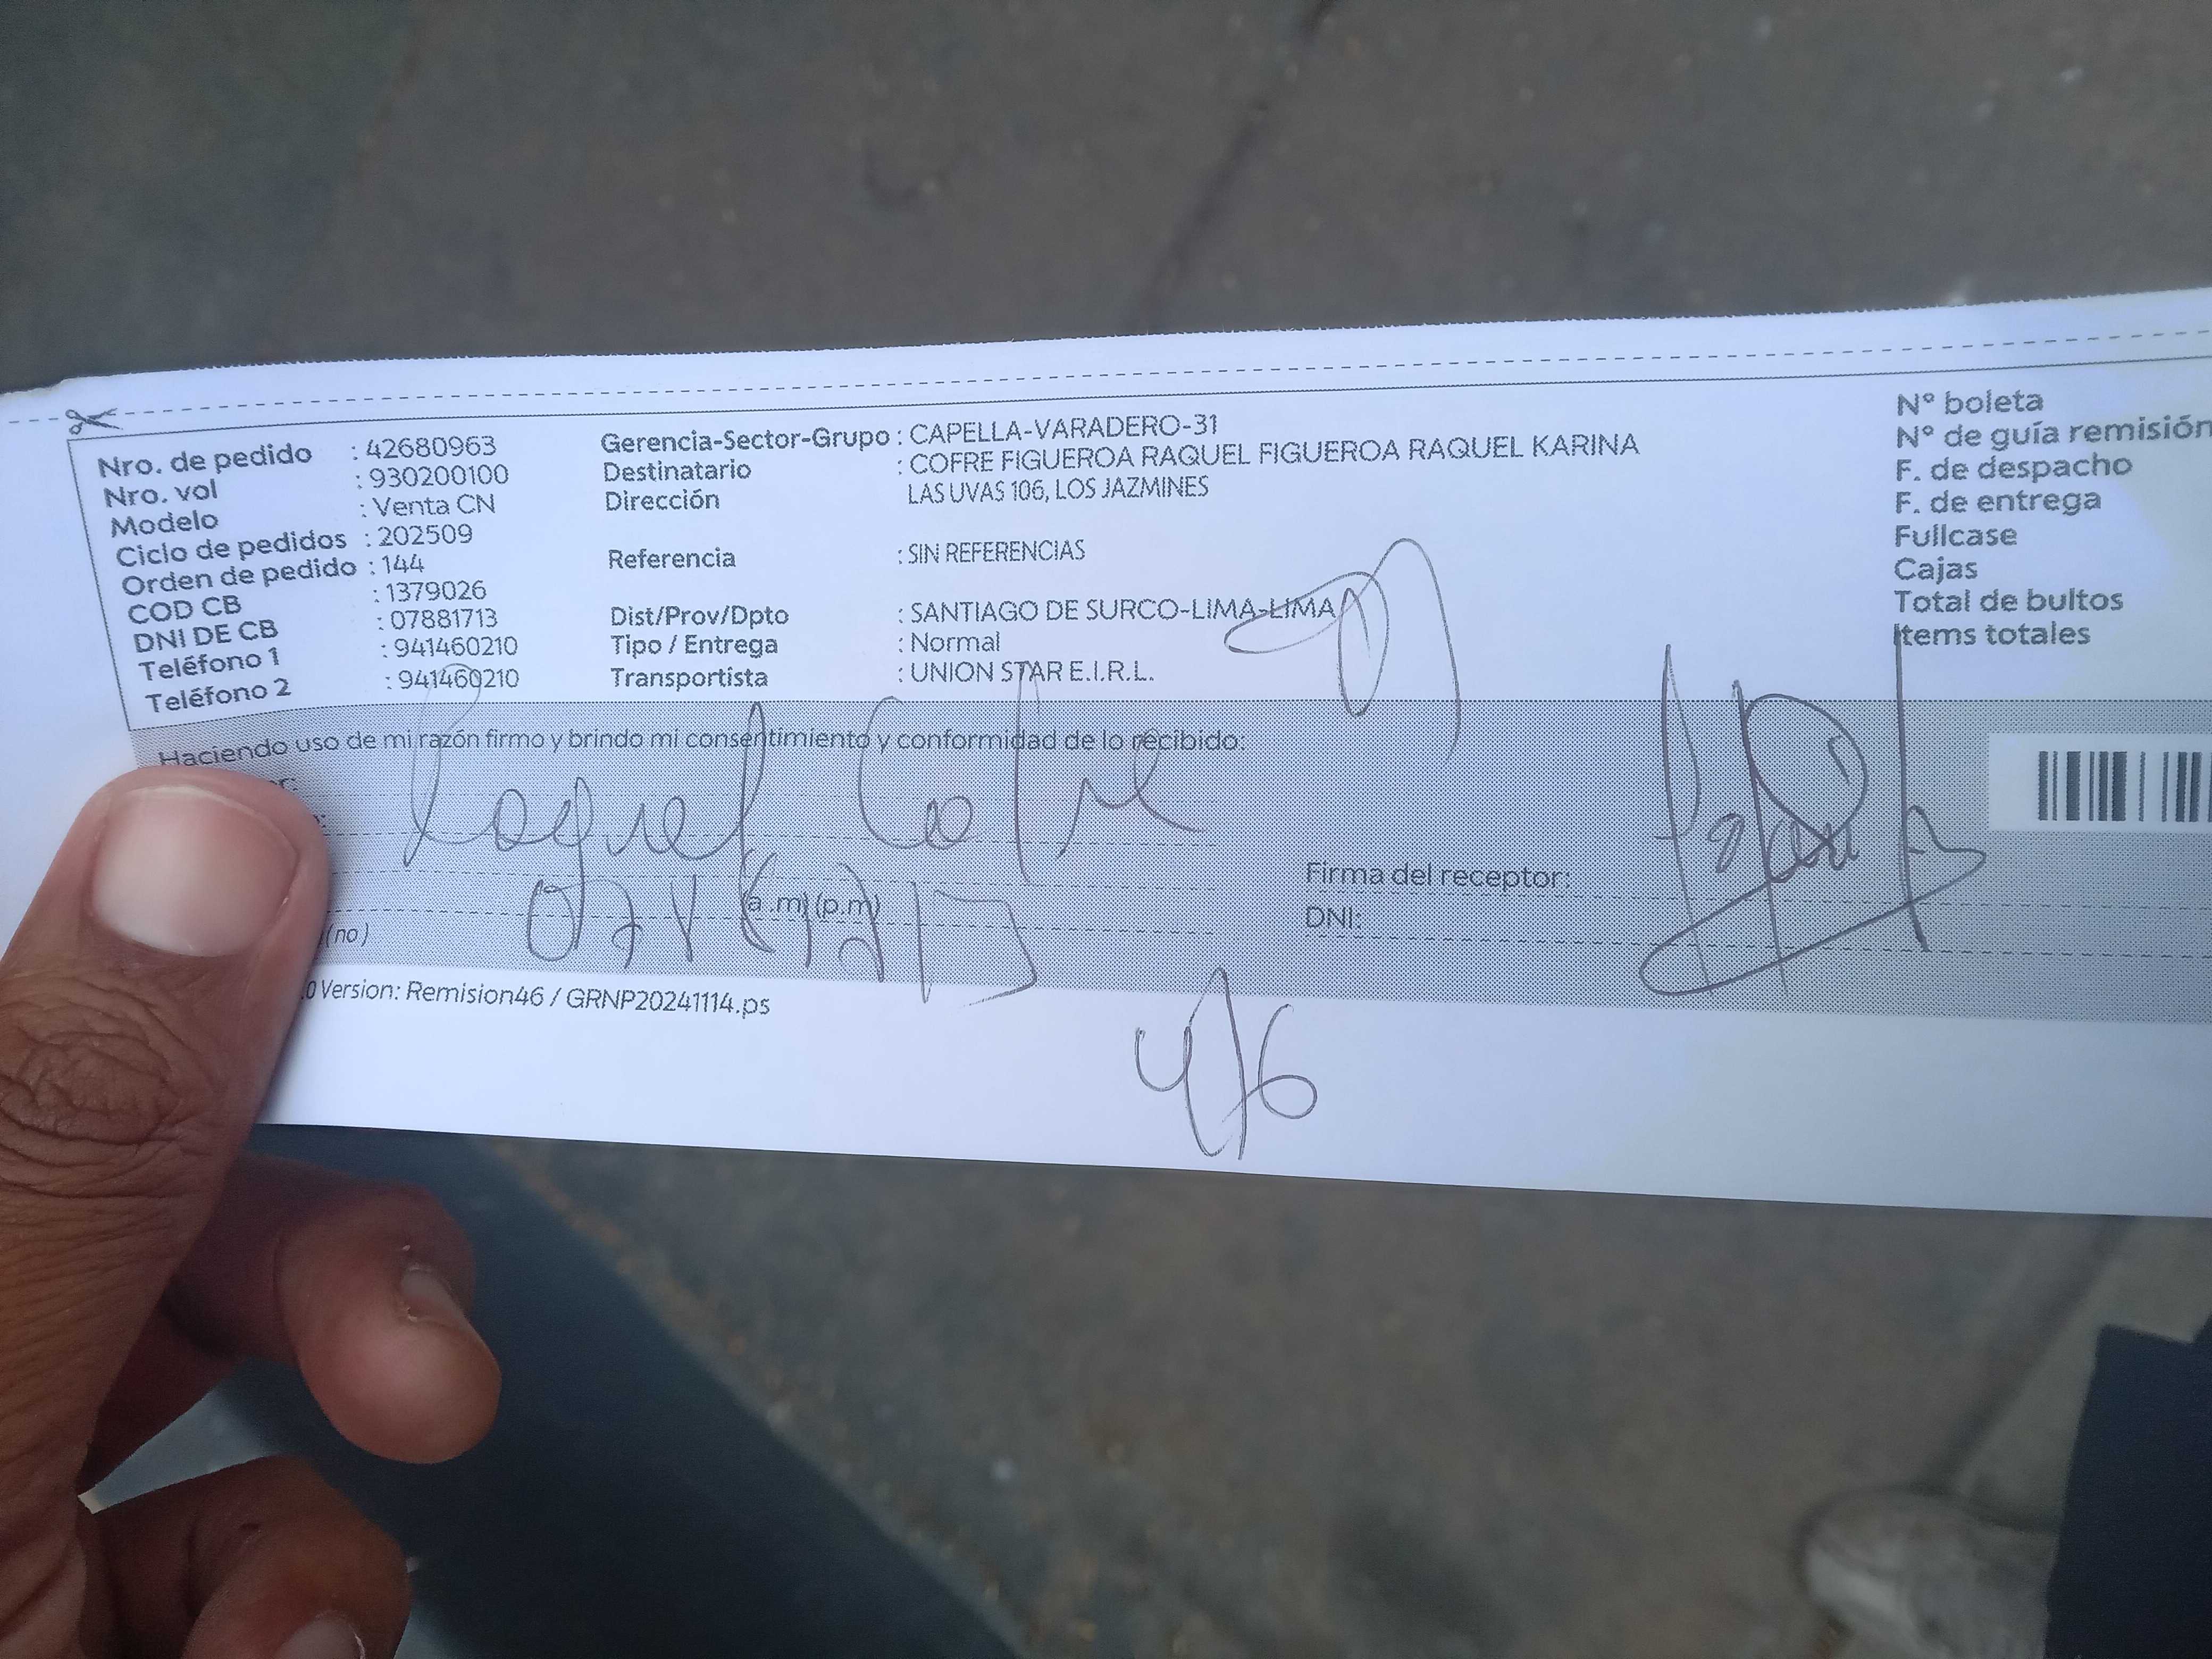 Nro. de pedido : 42680963
Nro. vol : 930200100
Modelo : Venta CN
Ciclo de pedidos : 202509
Orden de pedido : 144
COD CB : 1379026
DNI DE CB : 07881713
Teléfono 1 : 941460210
Teléfono 2 : 941460210
Gerencia-Sector-Grupo : CAPELLA-VARADERO-31
Destinatario : COFRE FIGUEROA RAQUEL FIGUEROA RAQUEL KARINA
Dirección LAS UVAS 106, LOS JAZMINES
Referencia : SIN REFERENCIAS
Dist/Prov/Dpto : SANTIAGO DE SURCO-LIMA-LIMA
Tipo / Entrega : Normal
Transportista : UNION STAR E.I.R.L.
N° boleta
N° de guía remisión
F. de despacho
F. de entrega
Fullcase
Cajas
Total de bultos
Items totales
Haciendo uso de mi razón firmo y brindo mi consentimiento y conformidad de lo recibido:
Raquel Cofre
(a.m) (p.m)
(no)
Firma del receptor:
DNI:
.0 Version: Remision46 / GRNP20241114.ps